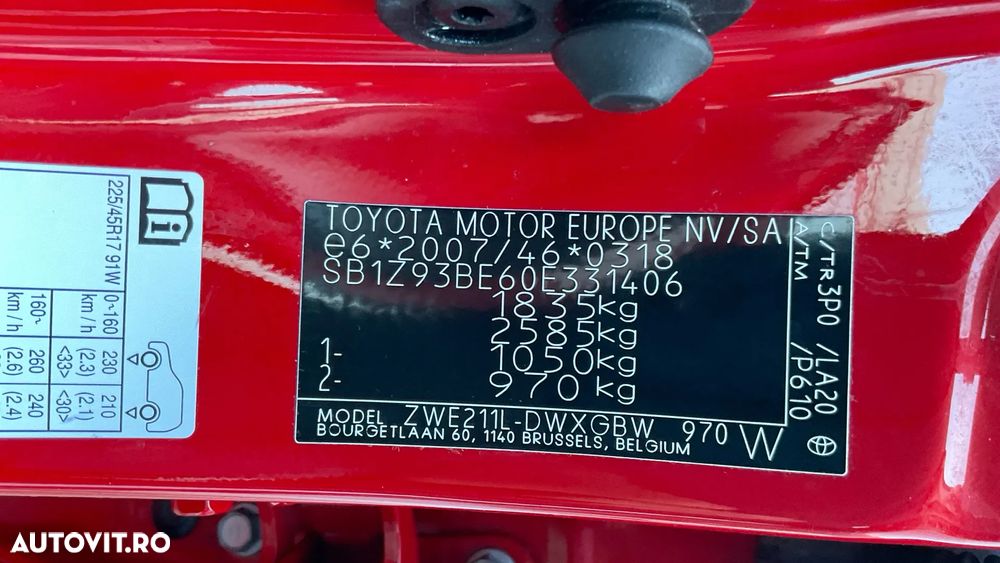 TOYOTA MOTOR EUROPE NV/SA
e6*2007/46*0318
SB1Z93BE60E331406
1835kg
2585kg
1- 1050kg
2- 970kg
MODEL ZWE211L-DWXGBW 970 W
BOURGETLAAN 60, 1140 BRUSSELS, BELGIUM
C/TR3P0 /LA20
A/TM /P610
225/45R17 91W
0~160 km/h
230 (2.3) <33>
210 (2.1) <30>
160~ km/h
260 (2.6)
240 (2.4)
AUTOVIT.RO